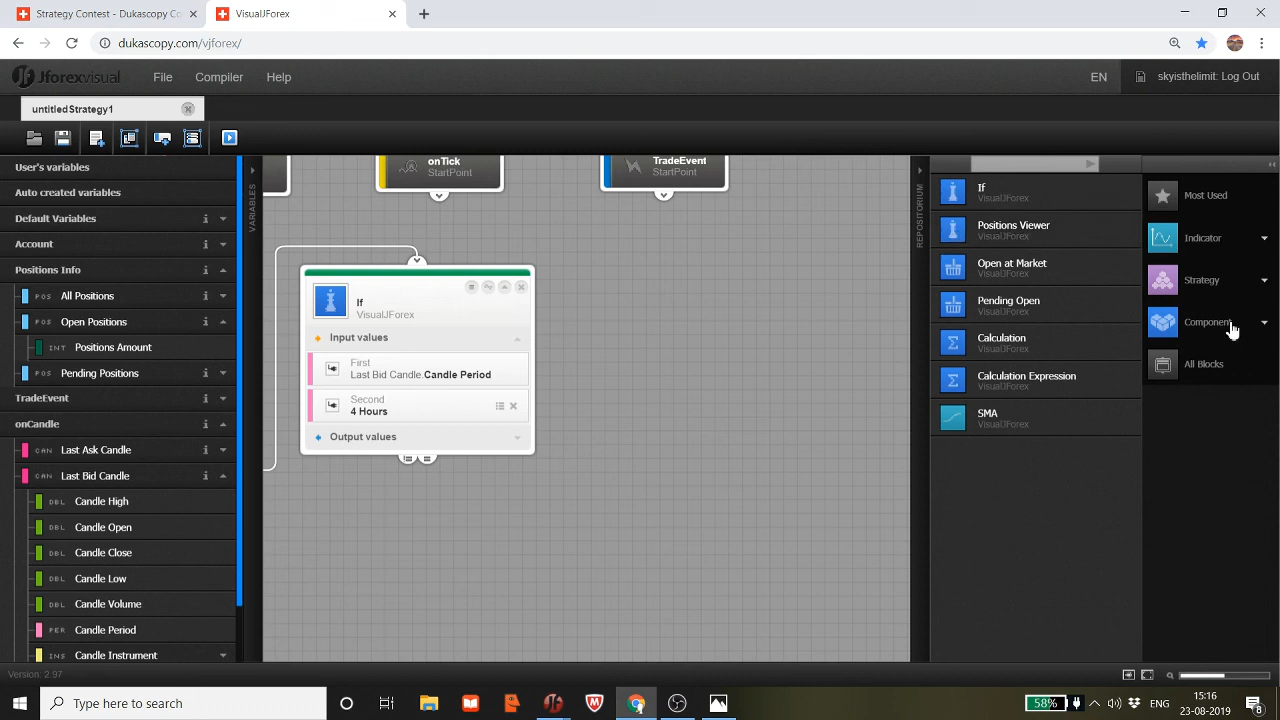 Strategy Contest - Dukascopy Co
VisualJForex
dukascopy.com/vjforex/
Jforexvisual
File
Compiler
Help
EN
skyisthelimit: Log Out
untitledStrategy1
User's variables
Auto created variables
Default Variables
Account
Positions Info
POS All Positions
POS Open Positions
INT Positions Amount
POS Pending Positions
TradeEvent
onCandle
CAN Last Ask Candle
CAN Last Bid Candle
DBL Candle High
DBL Candle Open
DBL Candle Close
DBL Candle Low
DBL Candle Volume
PER Candle Period
INS Candle Instrument
VARIABLES
onTick
StartPoint
TradeEvent
StartPoint
If
VisualJForex
Input values
First
Last Bid Candle.Candle Period
Second
4 Hours
Output values
REPOSITORIUM
If
VisualJForex
Positions Viewer
VisualJForex
Open at Market
VisualJForex
Pending Open
VisualJForex
Calculation
VisualJForex
Calculation Expression
VisualJForex
SMA
VisualJForex
Most Used
Indicator
Strategy
Component
All Blocks
Version: 2.97
Type here to search
58%
ENG
15:16
23-08-2019
8